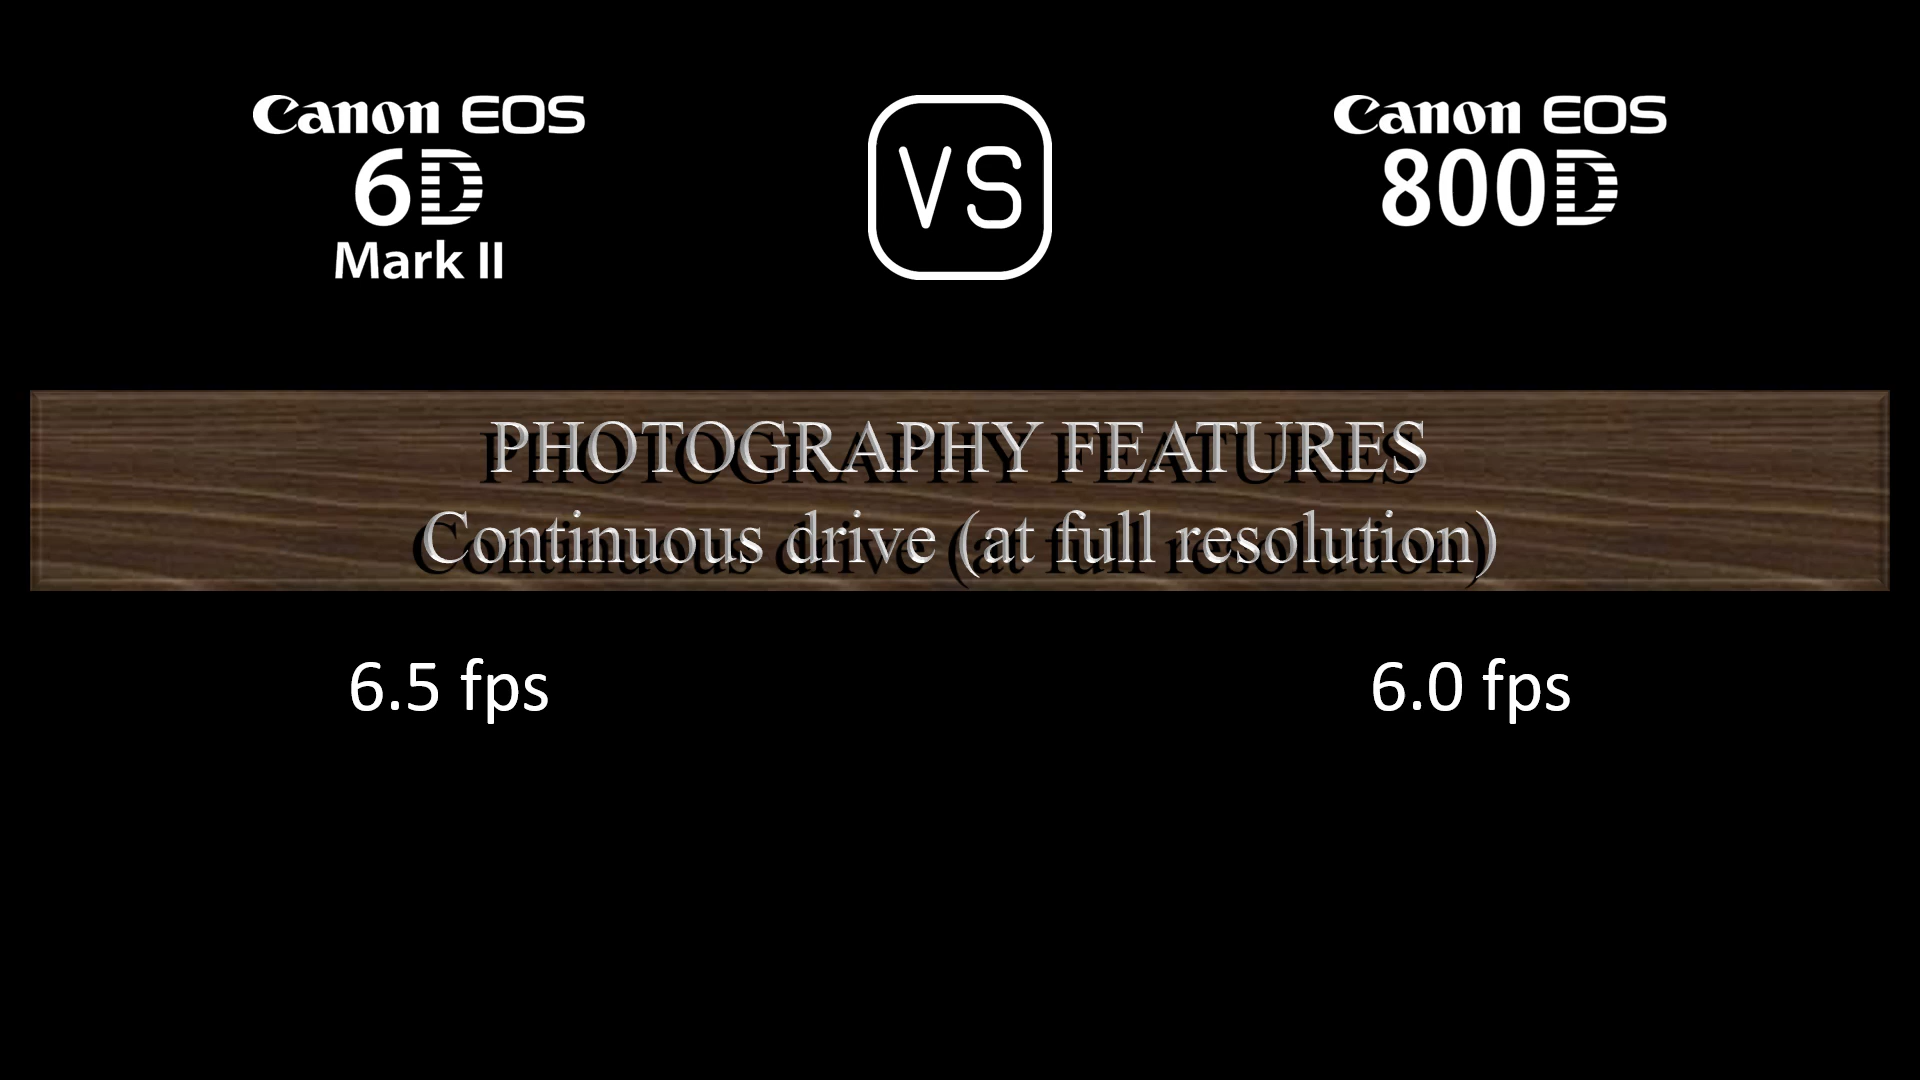 Canon EOS
6D
Mark II
VS
Canon EOS
800D
PHOTOGRAPHY FEATURES
Continuous drive (at full resolution)
6.5 fps
6.0 fps